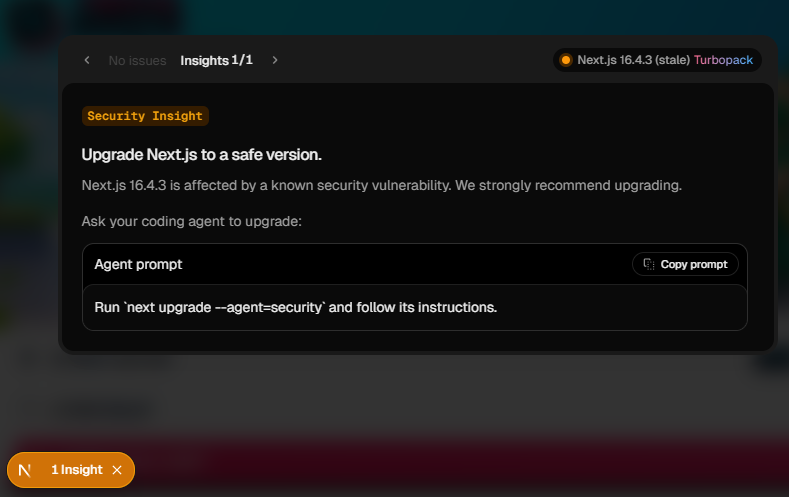 No issues Insights 1/1 Next.js 16.4.3 (stale) Turbopack
Security Insight
Upgrade Next.js to a safe version.
Next.js 16.4.3 is affected by a known security vulnerability. We strongly recommend upgrading.
Ask your coding agent to upgrade:
Agent prompt Copy prompt
Run `next upgrade --agent=security` and follow its instructions.
N 1 Insight